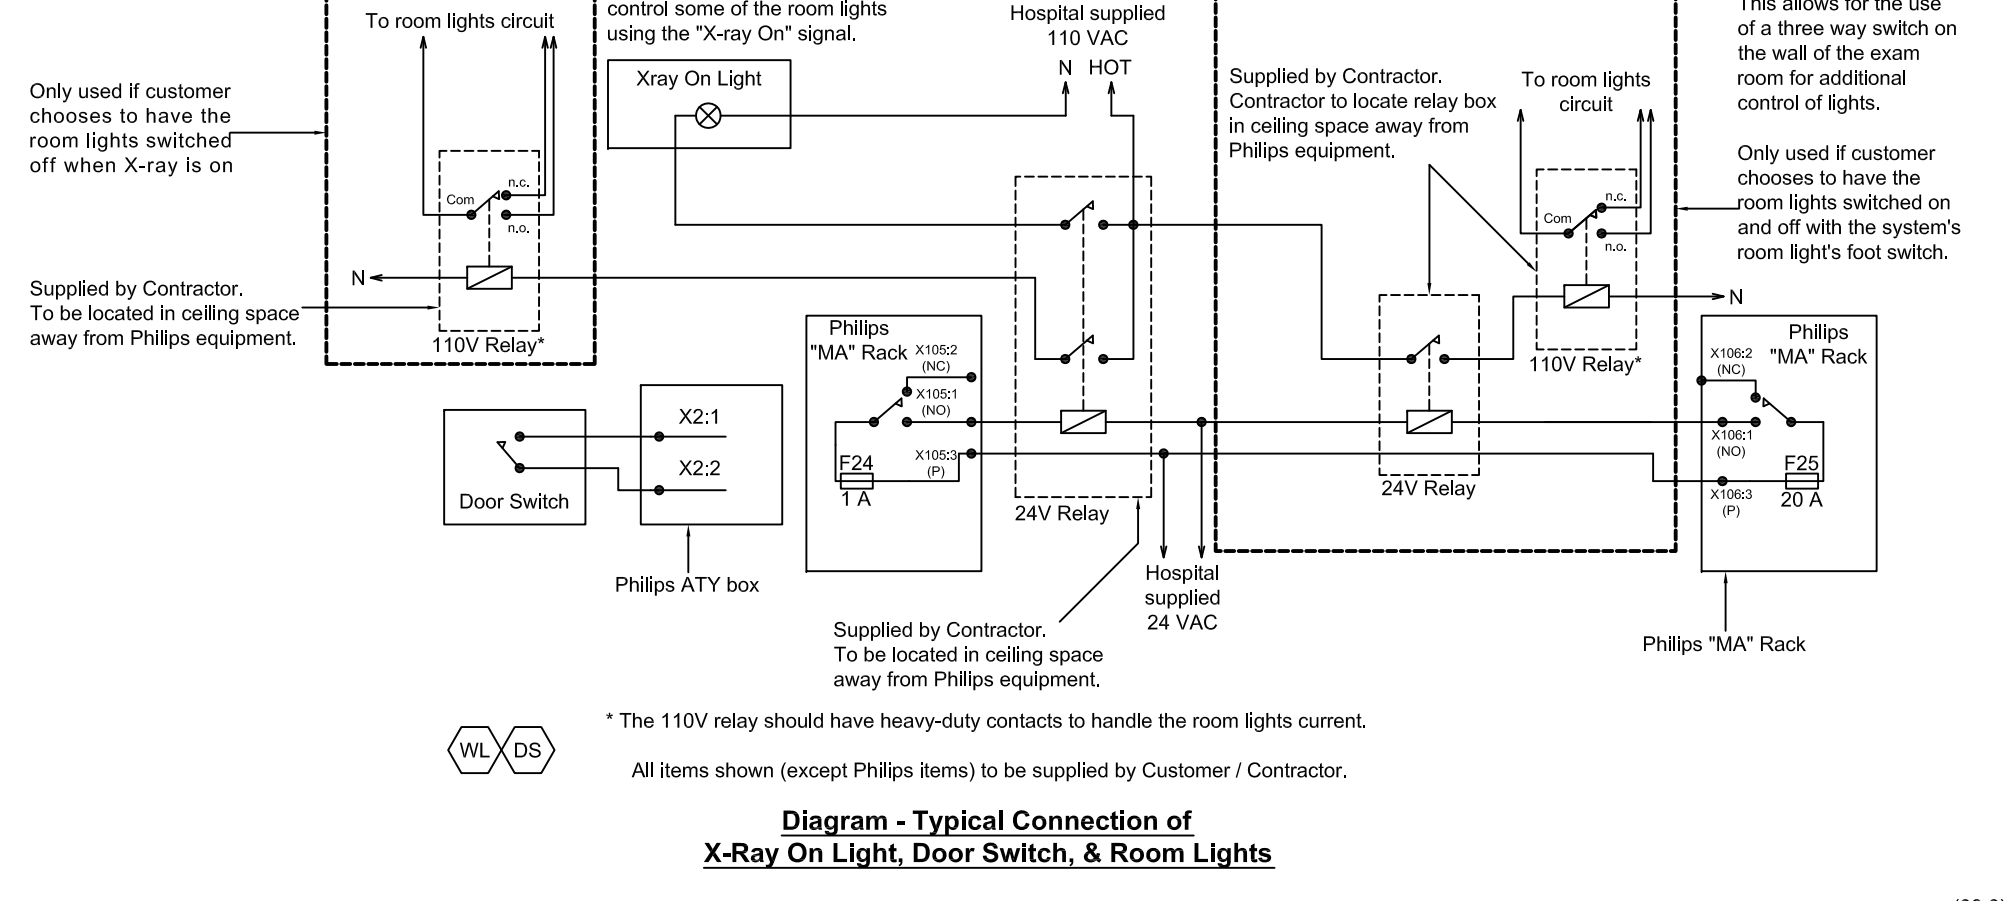 To room lights circuit
control some of the room lights
using the "X-ray On" signal.
Hospital supplied
110 VAC
N HOT
This allows for the use
of a three way switch on
the wall of the exam
room for additional
control of lights.
Only used if customer
chooses to have the
room lights switched
off when X-ray is on
Xray On Light
Supplied by Contractor.
Contractor to locate relay box
in ceiling space away from
Philips equipment.
To room lights
circuit
Only used if customer
chooses to have the
room lights switched on
and off with the system's
room light's foot switch.
Com
n.c.
n.o.
Com
n.c.
n.o.
N
N
Supplied by Contractor.
To be located in ceiling space
away from Philips equipment.
110V Relay*
110V Relay*
Philips
"MA" Rack
X105:2
(NC)
X105:1
(NO)
X105:3
(P)
F24
1 A
24V Relay
24V Relay
Philips
"MA" Rack
X106:2
(NC)
X106:1
(NO)
X106:3
(P)
F25
20 A
Door Switch
X2:1
X2:2
Philips ATY box
Hospital
supplied
24 VAC
Philips "MA" Rack
Supplied by Contractor.
To be located in ceiling space
away from Philips equipment.
* The 110V relay should have heavy-duty contacts to handle the room lights current.
WL DS
All items shown (except Philips items) to be supplied by Customer / Contractor.
Diagram - Typical Connection of
X-Ray On Light, Door Switch, & Room Lights